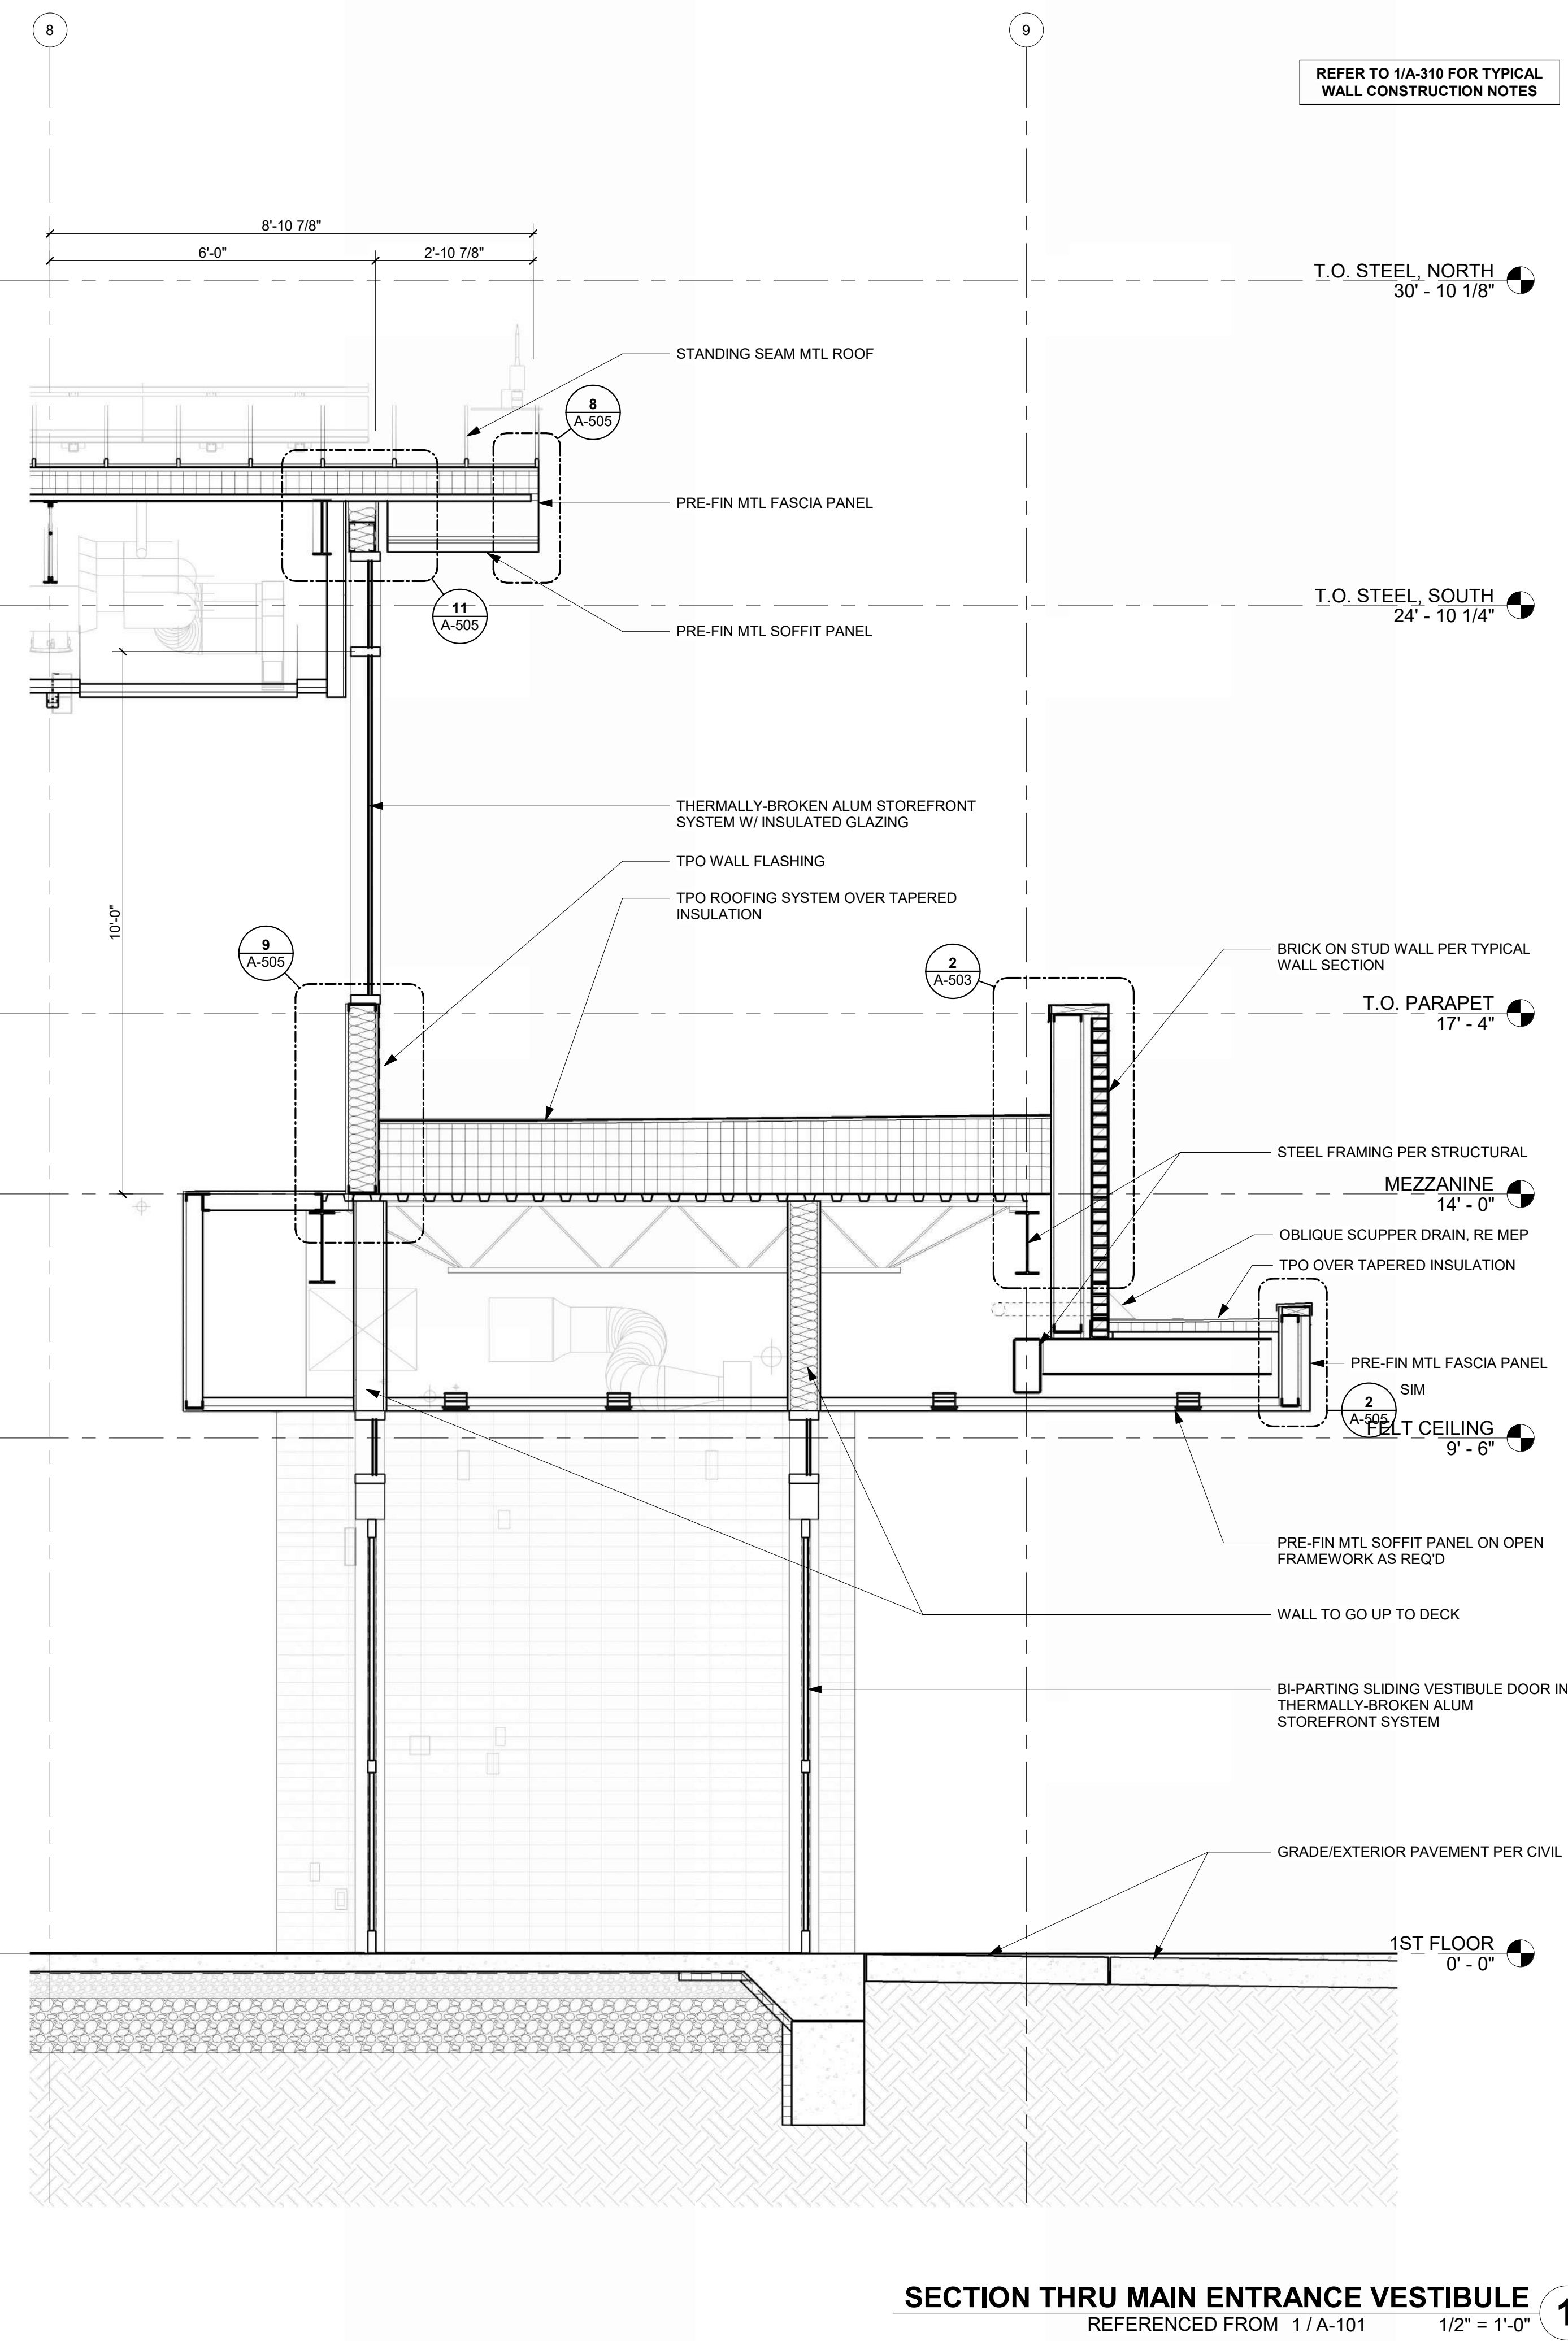 8
9
REFER TO 1/A-310 FOR TYPICAL
WALL CONSTRUCTION NOTES
8'-10 7/8"
6'-0"
2'-10 7/8"
T.O. STEEL, NORTH
30' - 10 1/8"
STANDING SEAM MTL ROOF
8
A-505
PRE-FIN MTL FASCIA PANEL
T.O. STEEL, SOUTH
24' - 10 1/4"
11
A-505
PRE-FIN MTL SOFFIT PANEL
THERMALLY-BROKEN ALUM STOREFRONT
SYSTEM W/ INSULATED GLAZING
TPO WALL FLASHING
TPO ROOFING SYSTEM OVER TAPERED
INSULATION
10'-0"
9
A-505
2
A-503
BRICK ON STUD WALL PER TYPICAL
WALL SECTION
T.O. PARAPET
17' - 4"
STEEL FRAMING PER STRUCTURAL
MEZZANINE
14' - 0"
OBLIQUE SCUPPER DRAIN, RE MEP
TPO OVER TAPERED INSULATION
PRE-FIN MTL FASCIA PANEL
SIM
2
A-505
FELT CEILING
9' - 6"
PRE-FIN MTL SOFFIT PANEL ON OPEN
FRAMEWORK AS REQ'D
WALL TO GO UP TO DECK
BI-PARTING SLIDING VESTIBULE DOOR IN
THERMALLY-BROKEN ALUM
STOREFRONT SYSTEM
GRADE/EXTERIOR PAVEMENT PER CIVIL
1ST FLOOR
0' - 0"
SECTION THRU MAIN ENTRANCE VESTIBULE
REFERENCED FROM 1 / A-101
1/2" = 1'-0"